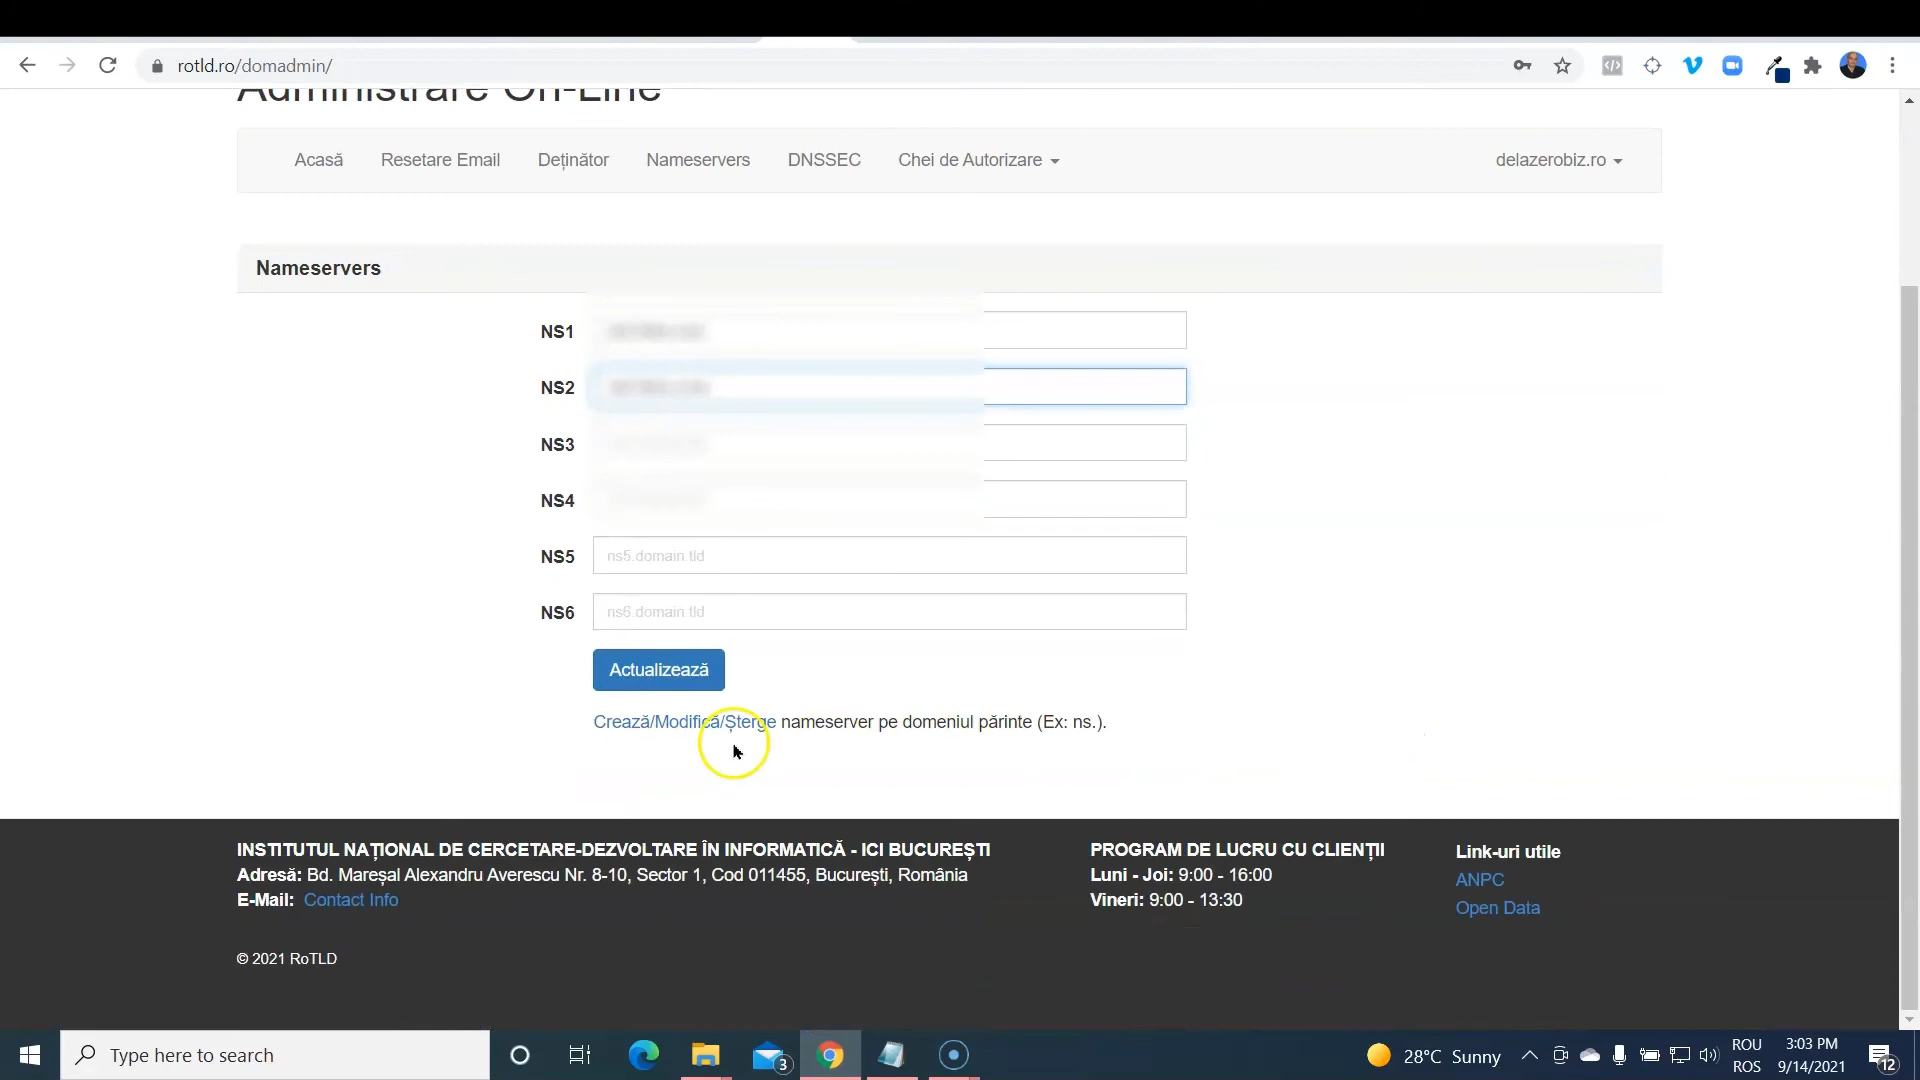 rotld.ro/domadmin/
Administrare On-Line
Acasă Resetare Email Deținător Nameservers DNSSEC Chei de Autorizare delazerobiz.ro
Nameservers
NS1
NS2
NS3
NS4
NS5 ns5.domain.tld
NS6 ns6.domain.tld
Actualizează
Crează/Modifică/Șterge nameserver pe domeniul părinte (Ex: ns.).
INSTITUTUL NAȚIONAL DE CERCETARE-DEZVOLTARE ÎN INFORMATICĂ - ICI BUCUREȘTI
Adresă: Bd. Mareșal Alexandru Averescu Nr. 8-10, Sector 1, Cod 011455, București, România
E-Mail: Contact Info
© 2021 RoTLD
PROGRAM DE LUCRU CU CLIENȚII
Luni - Joi: 9:00 - 16:00
Vineri: 9:00 - 13:30
Link-uri utile
ANPC
Open Data
Type here to search
3
28°C Sunny
ROU
ROS
3:03 PM
9/14/2021
12